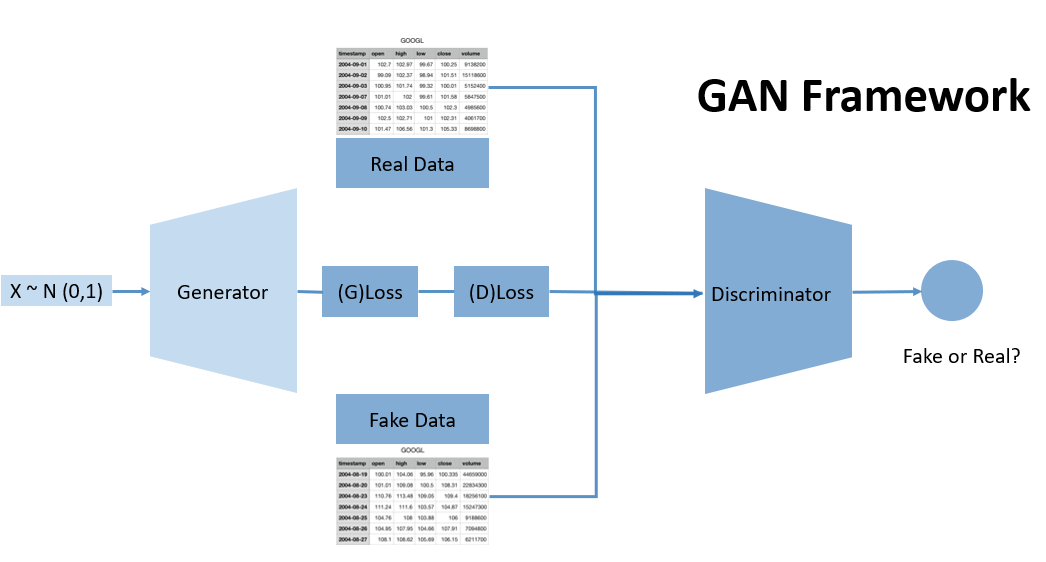 GOOGL
timestamp open high low close volume
2004-09-01 102.7 102.97 99.67 100.25 9138200
2004-09-02 99.09 102.37 98.94 101.51 15118600
2004-09-03 100.95 101.74 99.32 100.01 5152400
2004-09-07 101.01 102 99.61 101.58 5847500
2004-09-08 100.74 103.03 100.5 102.3 4985600
2004-09-09 102.5 102.71 101 102.31 4061700
2004-09-10 101.47 106.56 101.3 105.33 8698800
GAN Framework
Real Data
X ~ N (0,1)
Generator
(G)Loss
(D)Loss
Discriminator
Fake or Real?
Fake Data
GOOGL
timestamp open high low close volume
2004-08-19 100.01 104.06 95.96 100.335 44659000
2004-08-20 101.01 109.08 100.5 108.31 22834300
2004-08-23 110.76 113.48 109.05 109.4 18256100
2004-08-24 111.24 111.6 103.57 104.87 15247300
2004-08-25 104.76 108 103.88 106 9188600
2004-08-26 104.95 107.95 104.66 107.91 7094800
2004-08-27 108.1 108.62 105.69 106.15 6211700